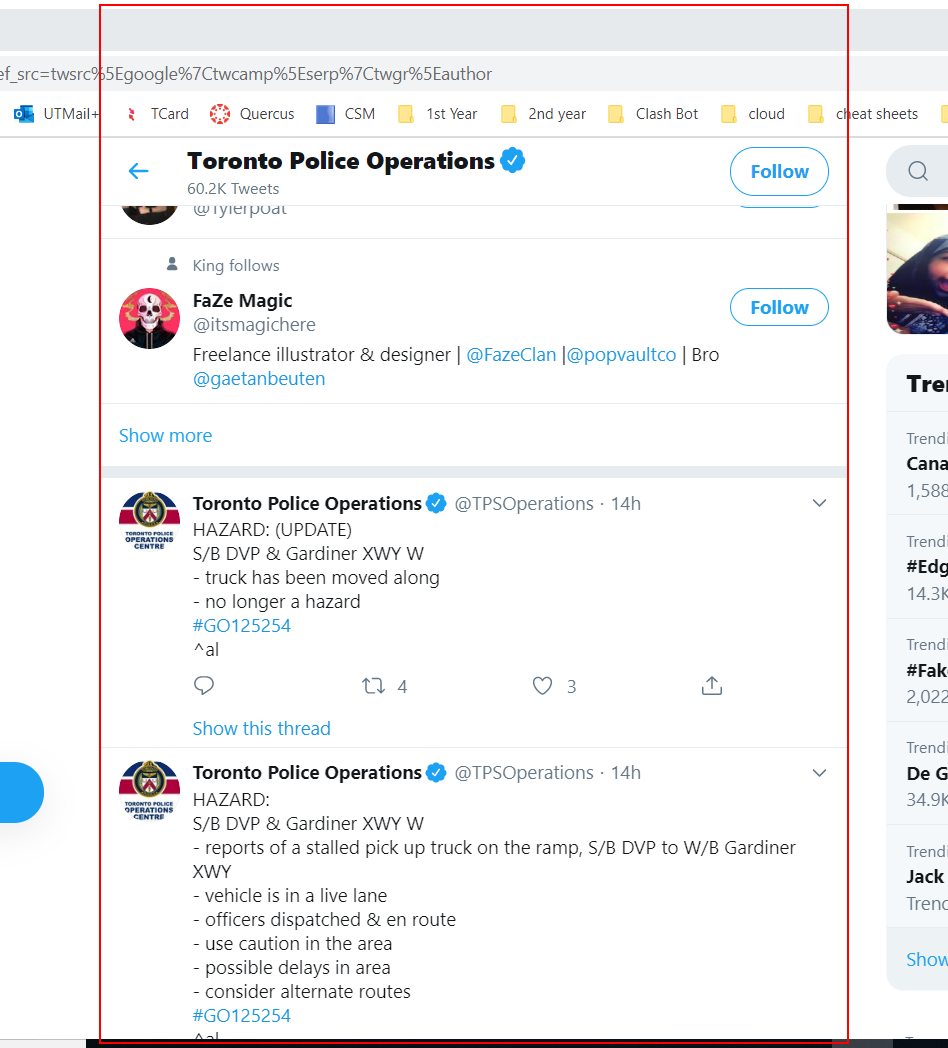 ef_src=twsrc%5Egoogle%7Ctwcamp%5Eserp%7Ctwgr%5Eauthor
UTMail+ TCard Quercus CSM 1st Year 2nd year Clash Bot cloud cheat sheets
Toronto Police Operations
60.2K Tweets
Follow
@Tylerpoat
King follows
FaZe Magic
@itsmagichere
Follow
Freelance illustrator & designer | @FazeClan |@popvaultco | Bro
@gaetanbeuten
Show more
TORONTO POLICE
OPERATIONS
CENTRE
Toronto Police Operations @TPSOperations · 14h
HAZARD: (UPDATE)
S/B DVP & Gardiner XWY W
- truck has been moved along
- no longer a hazard
#GO125254
^al
4 3
Show this thread
TORONTO POLICE
OPERATIONS
CENTRE
Toronto Police Operations @TPSOperations · 14h
HAZARD:
S/B DVP & Gardiner XWY W
- reports of a stalled pick up truck on the ramp, S/B DVP to W/B Gardiner
XWY
- vehicle is in a live lane
- officers dispatched & en route
- use caution in the area
- possible delays in area
- consider alternate routes
#GO125254
^al
Tre
Trendi
Cana
1,588
Trendi
#Edg
14.3K
Trendi
#Fak
2,022
Trendi
De G
34.9K
Trendi
Jack
Trenc
Show